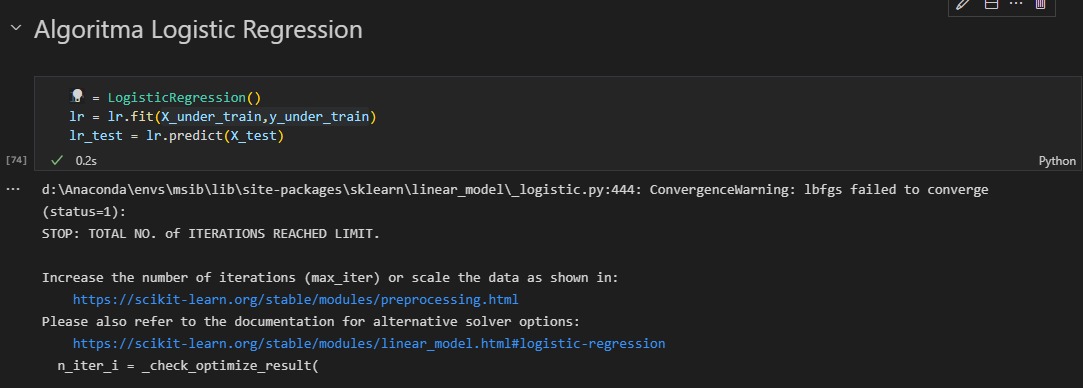 Algoritma Logistic Regression
= LogisticRegression()
lr = lr.fit(X_under_train,y_under_train)
lr_test = lr.predict(X_test)
[74] 0.2s Python
... d:\Anaconda\envs\msib\lib\site-packages\sklearn\linear_model\_logistic.py:444: ConvergenceWarning: lbfgs failed to converge
(status=1):
STOP: TOTAL NO. of ITERATIONS REACHED LIMIT.
Increase the number of iterations (max_iter) or scale the data as shown in:
https://scikit-learn.org/stable/modules/preprocessing.html
Please also refer to the documentation for alternative solver options:
https://scikit-learn.org/stable/modules/linear_model.html#logistic-regression
n_iter_i = _check_optimize_result(